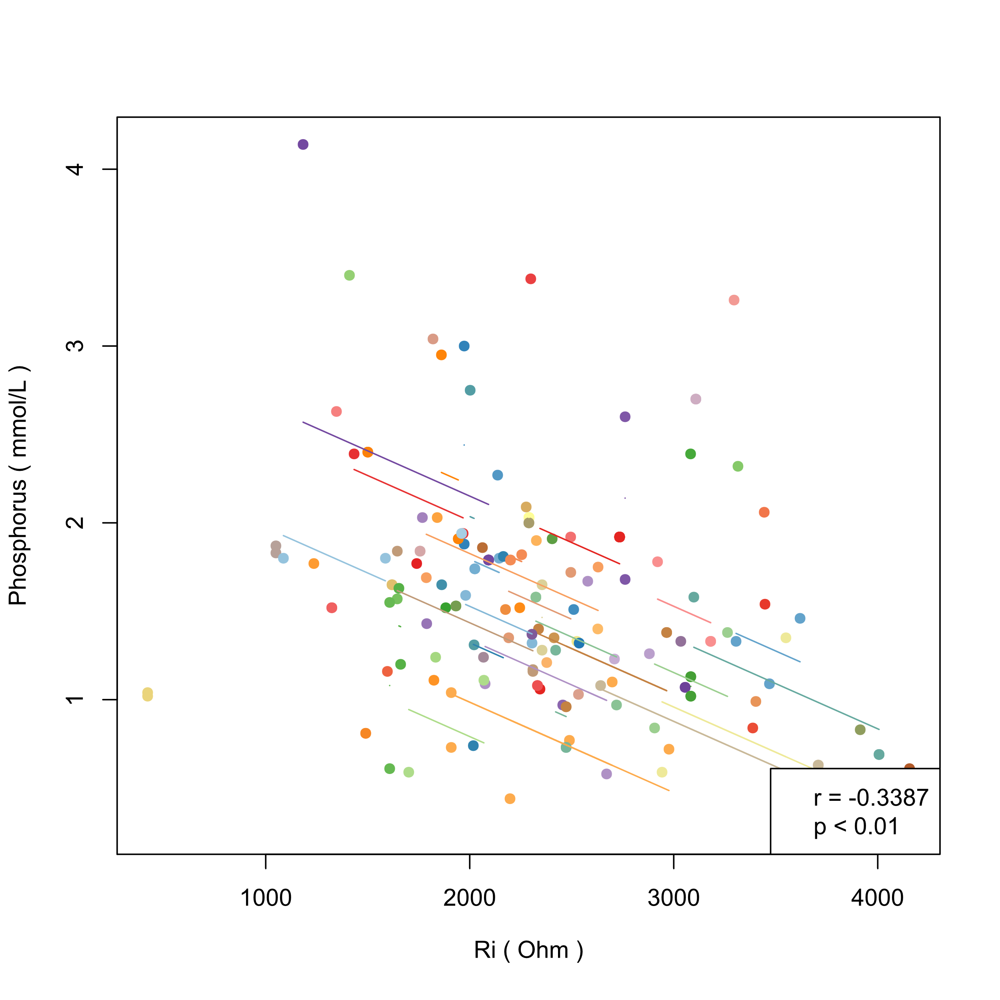 Phosphorus ( mmol/L )
4
3
2
1
r = -0.3387
p < 0.01
1000 2000 3000 4000
Ri ( Ohm )